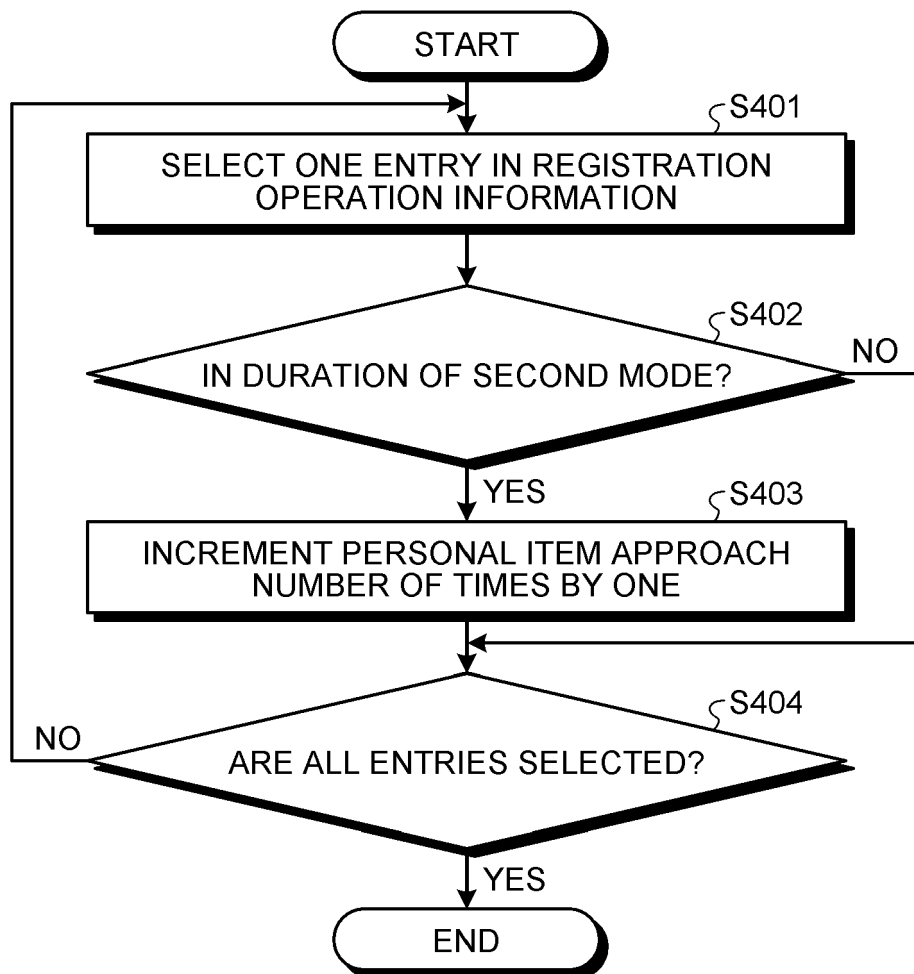 START
S401
SELECT ONE ENTRY IN REGISTRATION
OPERATION INFORMATION
S402
IN DURATION OF SECOND MODE?
NO
YES
S403
INCREMENT PERSONAL ITEM APPROACH
NUMBER OF TIMES BY ONE
S404
NO
ARE ALL ENTRIES SELECTED?
YES
END